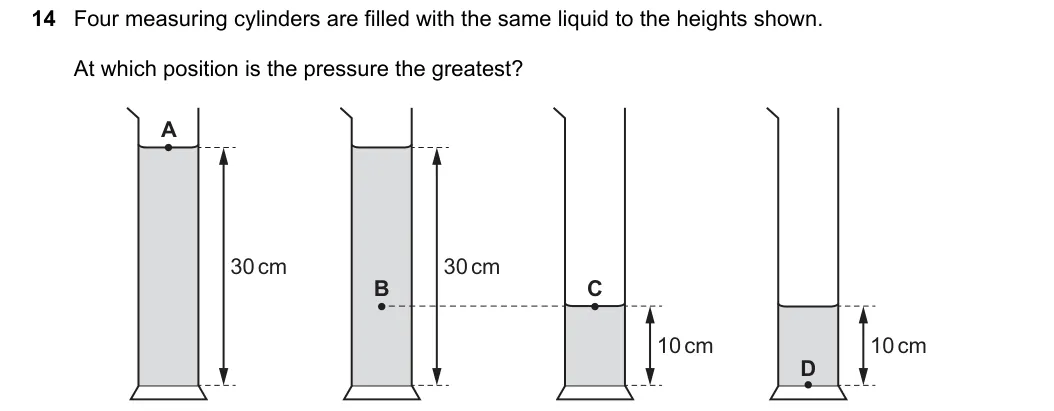 14 Four measuring cylinders are filled with the same liquid to the heights shown.
At which position is the pressure the greatest?
A
30 cm
B
30 cm
C
10 cm
D
10 cm